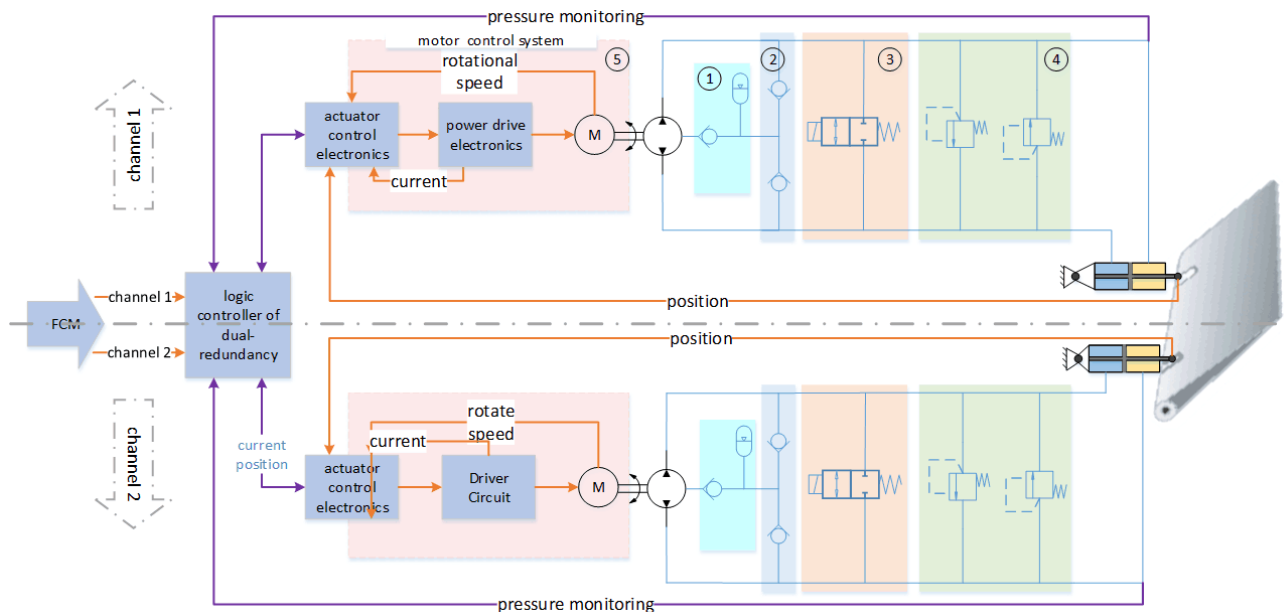 pressure monitoring
motor control system
rotational
speed
①
②
③
④
⑤
actuator
control
electronics
power drive
electronics
M
current
channel 1
position
FCM
channel 1
channel 2
logic
controller of
dual-
redundancy
position
channel 2
current
position
rotate
speed
current
actuator
control
electronics
Driver
Circuit
M
pressure monitoring